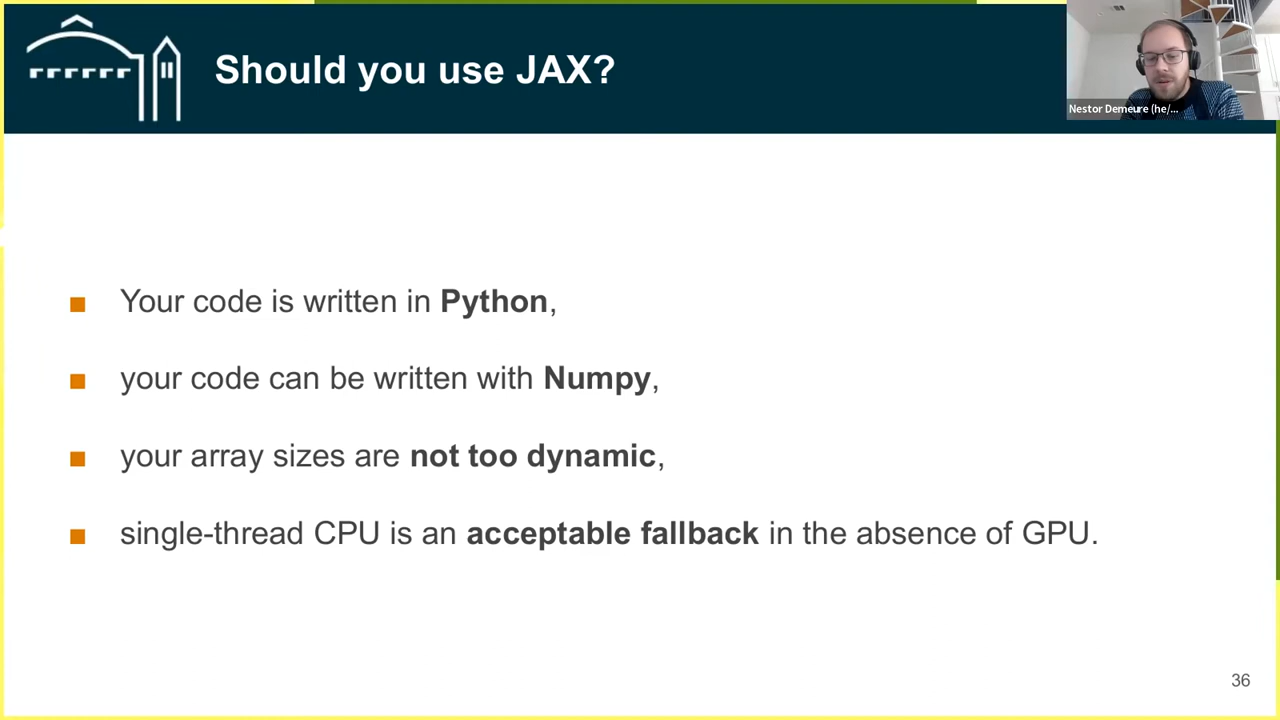 Should you use JAX?
Nestor Demeure (he/...
Your code is written in Python,
your code can be written with Numpy,
your array sizes are not too dynamic,
single-thread CPU is an acceptable fallback in the absence of GPU.
36